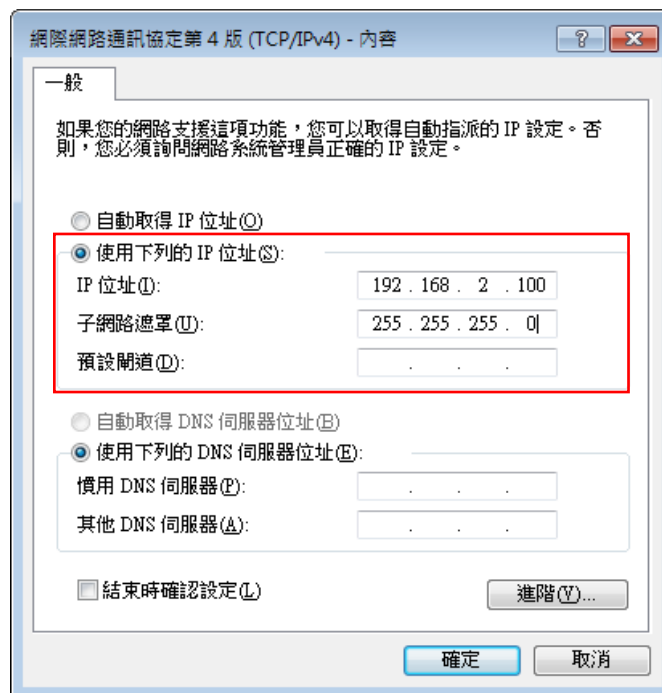 網際網路通訊協定第 4 版 (TCP/IPv4) - 內容
一般
如果您的網路支援這項功能，您可以取得自動指派的 IP 設定。否
則，您必須詢問網路系統管理員正確的 IP 設定。
自動取得 IP 位址(O)
使用下列的 IP 位址(S):
IP 位址(I): 192 . 168 . 2 . 100
子網路遮罩(U): 255 . 255 . 255 . 0
預設閘道(D): . . .
自動取得 DNS 伺服器位址(B)
使用下列的 DNS 伺服器位址(E):
慣用 DNS 伺服器(P): . . .
其他 DNS 伺服器(A): . . .
結束時確認設定(L)
進階(V)...
確定 取消